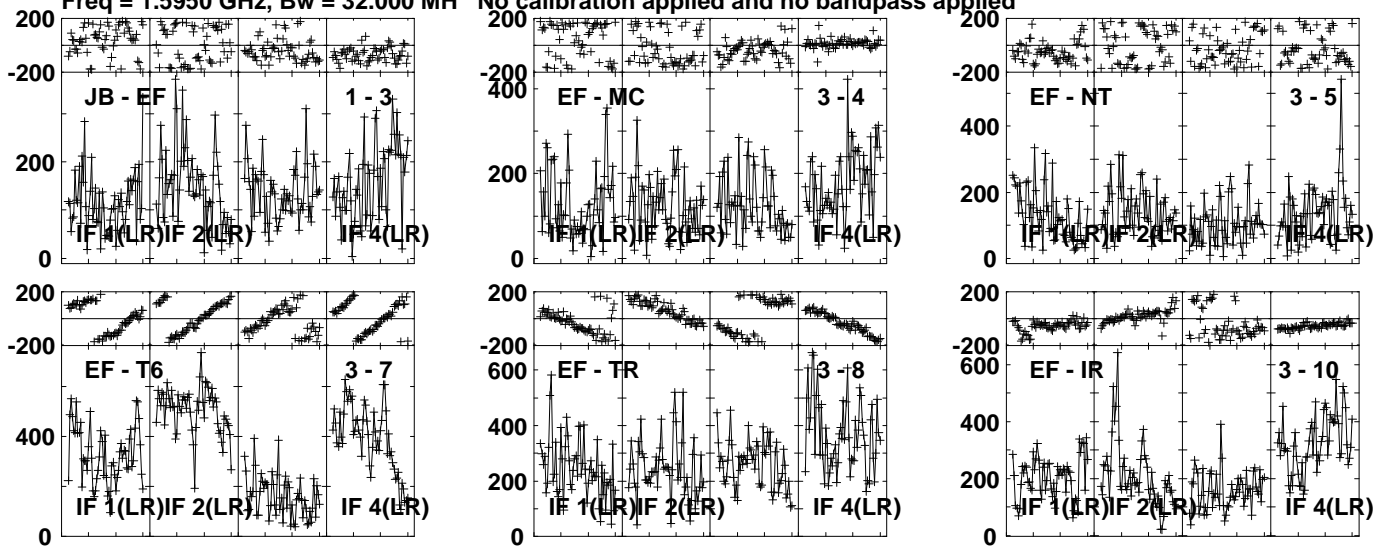 Freq = 1.5950 GHz, Bw = 32.000 MH No calibration applied and no bandpass applied
200
-200
JB - EF 1 - 3
200
0
IF 1(LR) IF 2(LR) IF 4(LR)
200
-200
400
EF - MC 3 - 4
200
0
IF 1(LR) IF 2(LR) IF 4(LR)
200
-200
EF - NT 3 - 5
400
200
0
IF 1(LR) IF 2(LR) IF 4(LR)
200
-200
EF - T6 3 - 7
400
0
IF 1(LR) IF 2(LR) IF 4(LR)
200
-200
600
EF - TR 3 - 8
400
200
0
IF 1(LR) IF 2(LR) IF 4(LR)
200
-200
600
EF - IR 3 - 10
400
200
0
IF 1(LR) IF 2(LR) IF 4(LR)